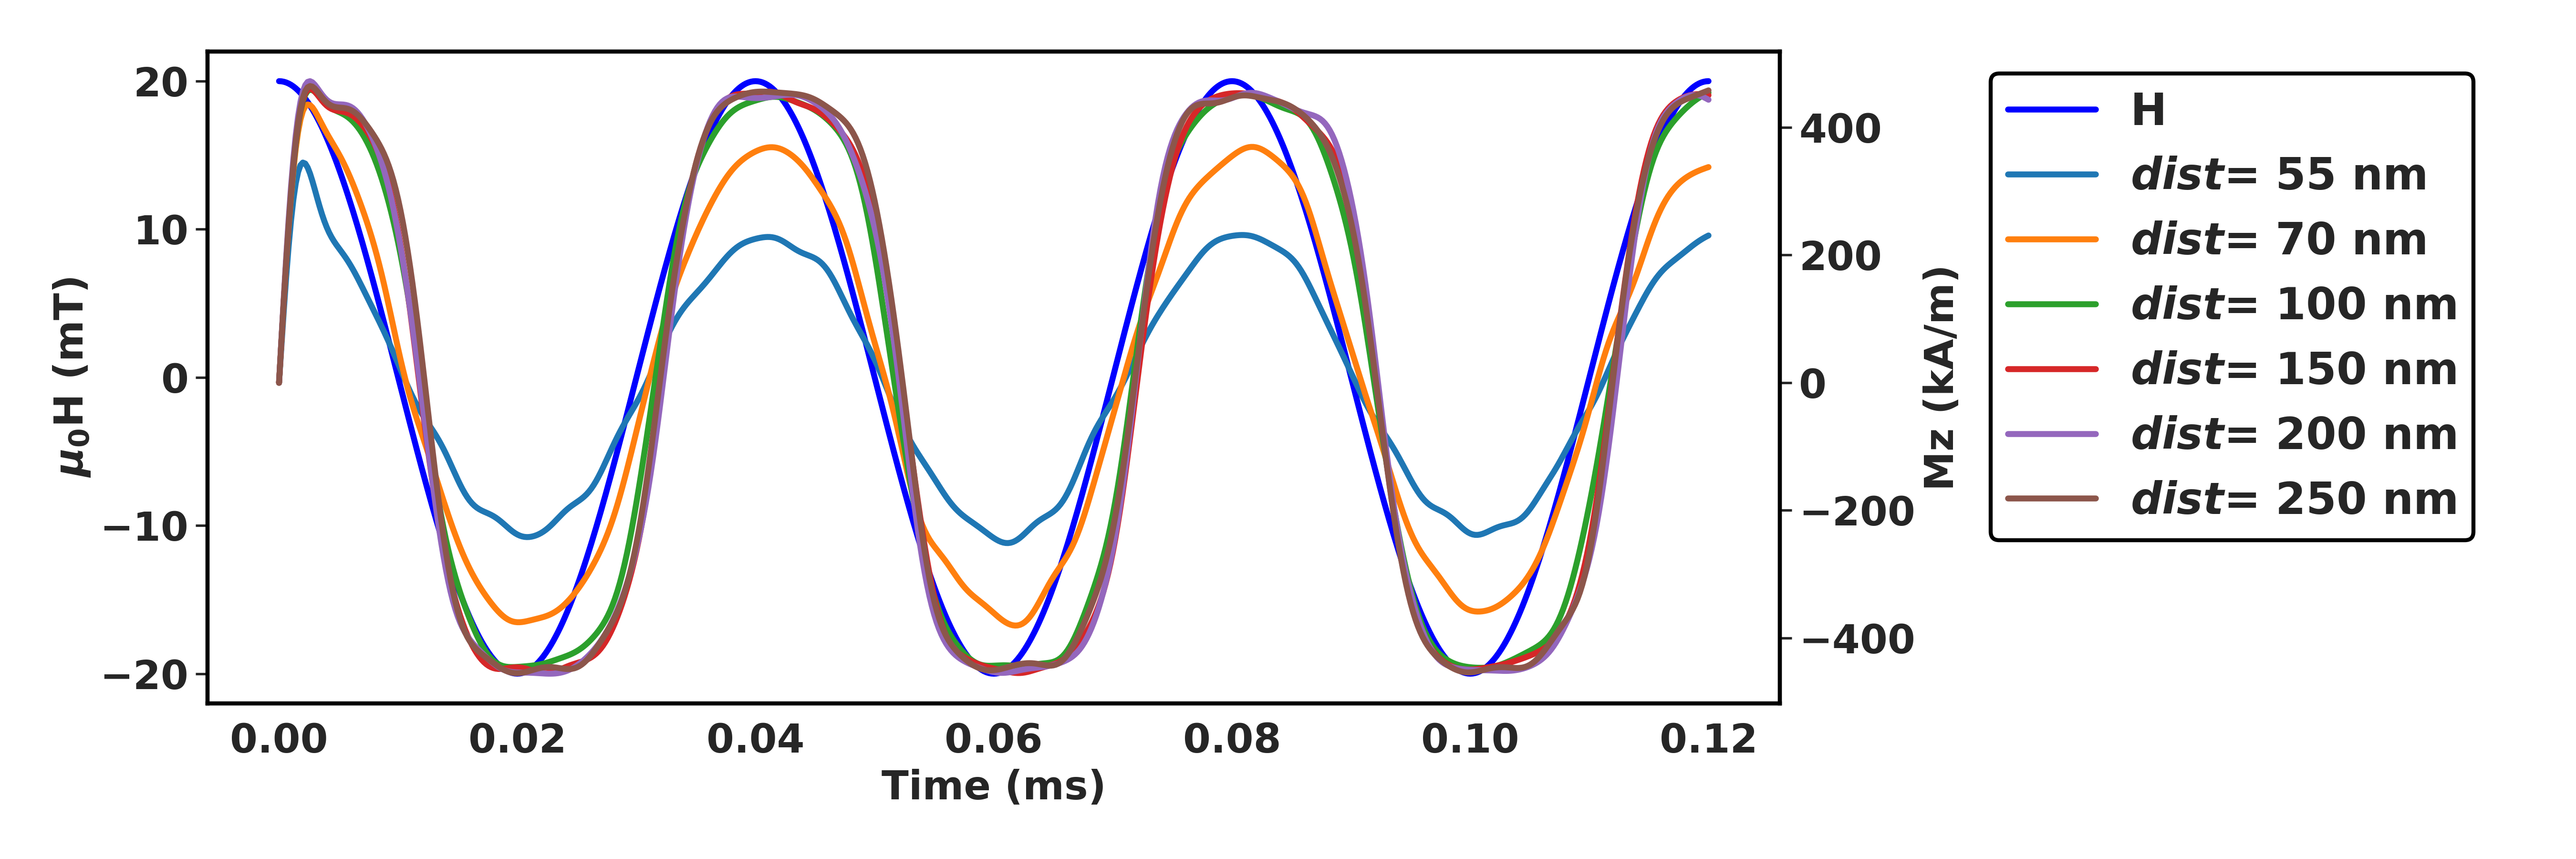 20
10
0
−10
−20
μ₀H (mT)
0.00 0.02 0.04 0.06 0.08 0.10 0.12
Time (ms)
400
200
0
−200
−400
Mz (kA/m)
H
dist= 55 nm
dist= 70 nm
dist= 100 nm
dist= 150 nm
dist= 200 nm
dist= 250 nm